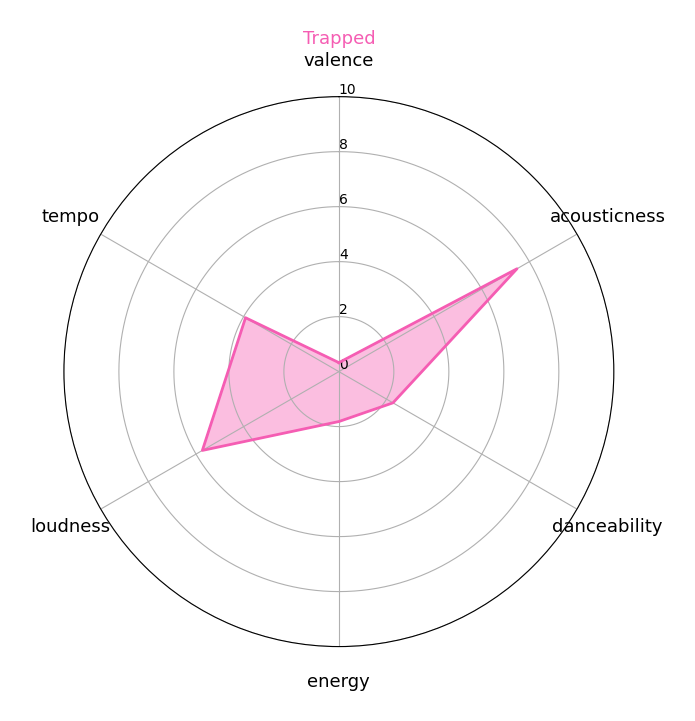 Trapped
valence
10
8
tempo
acousticness
6
4
2
0
loudness
danceability
energy